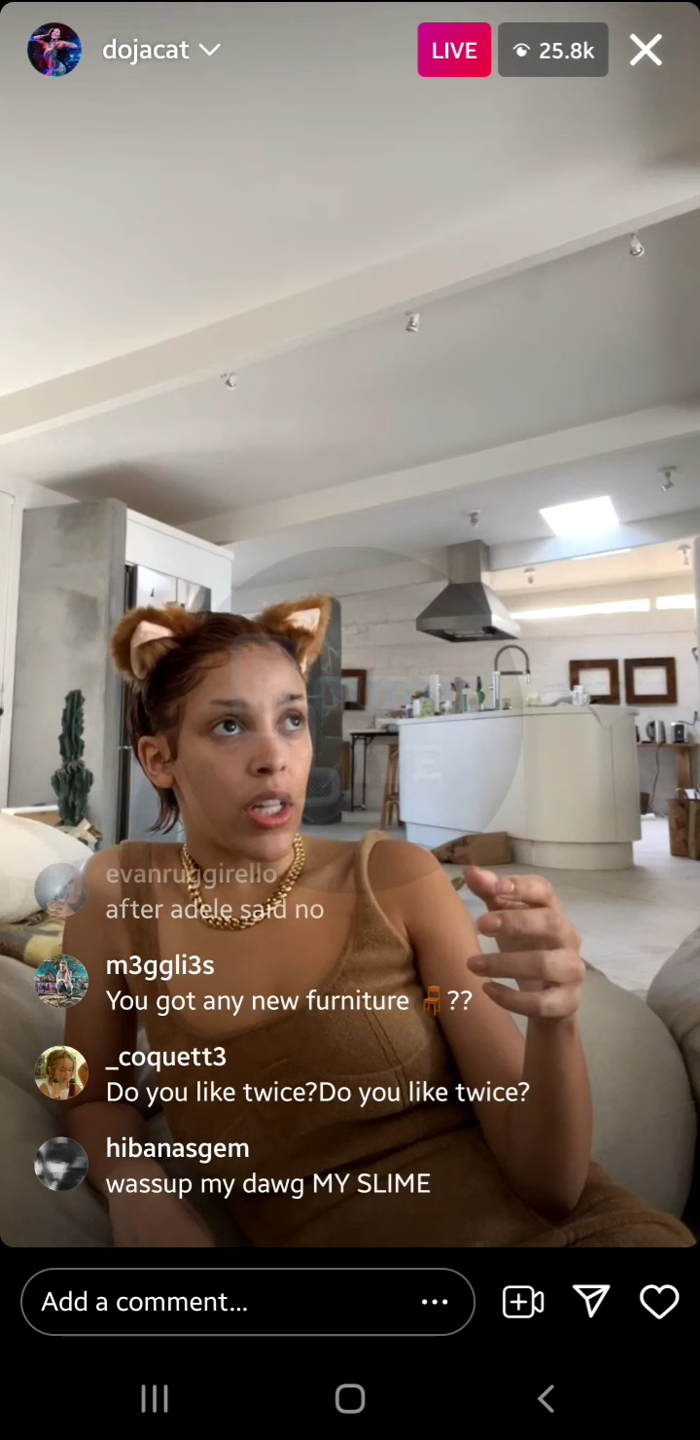 dojacat
LIVE
25.8k
evanruggirello
after adele said no
m3ggli3s
You got any new furniture 🪑??
_coquett3
Do you like twice?Do you like twice?
hibanasgem
wassup my dawg MY SLIME
Add a comment...